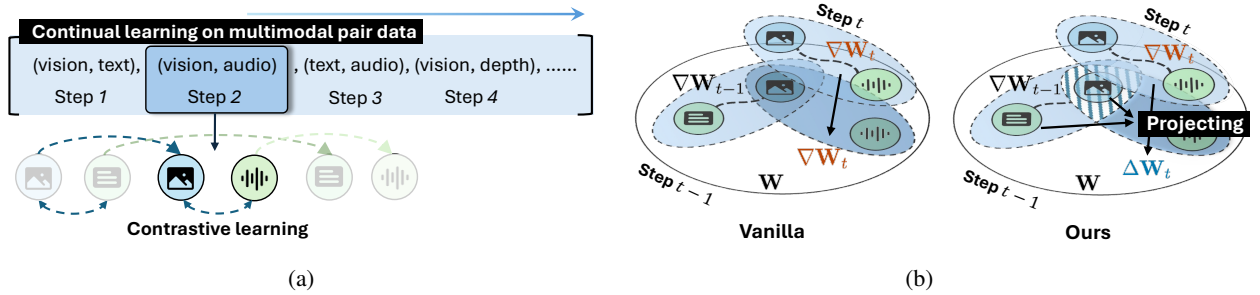 Continual learning on multimodal pair data
(vision, text), (vision, audio) , (text, audio), (vision, depth), ......
Step 1 Step 2 Step 3 Step 4
Contrastive learning
(a)
Step t
∇W_t
∇W_{t−1}
∇W_t
Step t − 1
W
Vanilla
Step t
∇W_t
∇W_{t−1}
Projecting
ΔW_t
Step t − 1
W
Ours
(b)